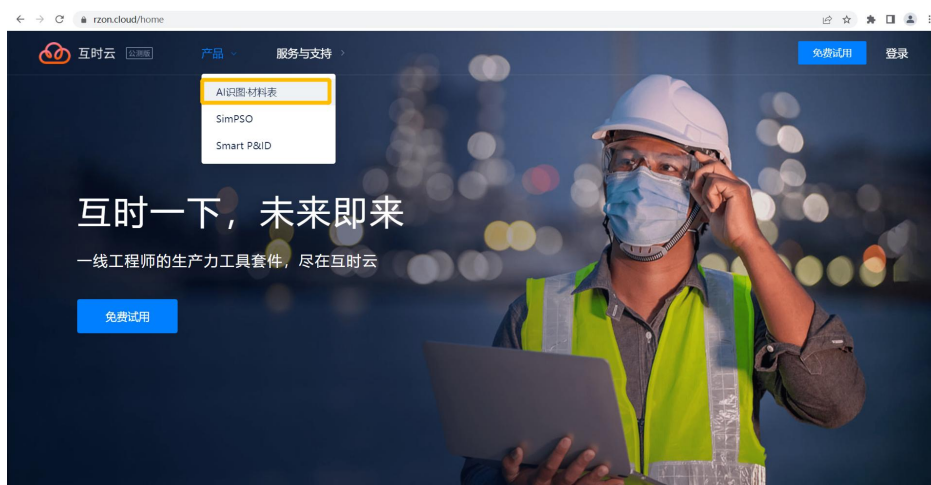 rzon.cloud/home
互时云 公测版 产品 服务与支持 免费试用 登录
AI识图·材料表
SimPSO
Smart P&ID
互时一下，未来即来
一线工程师的生产力工具套件，尽在互时云
免费试用